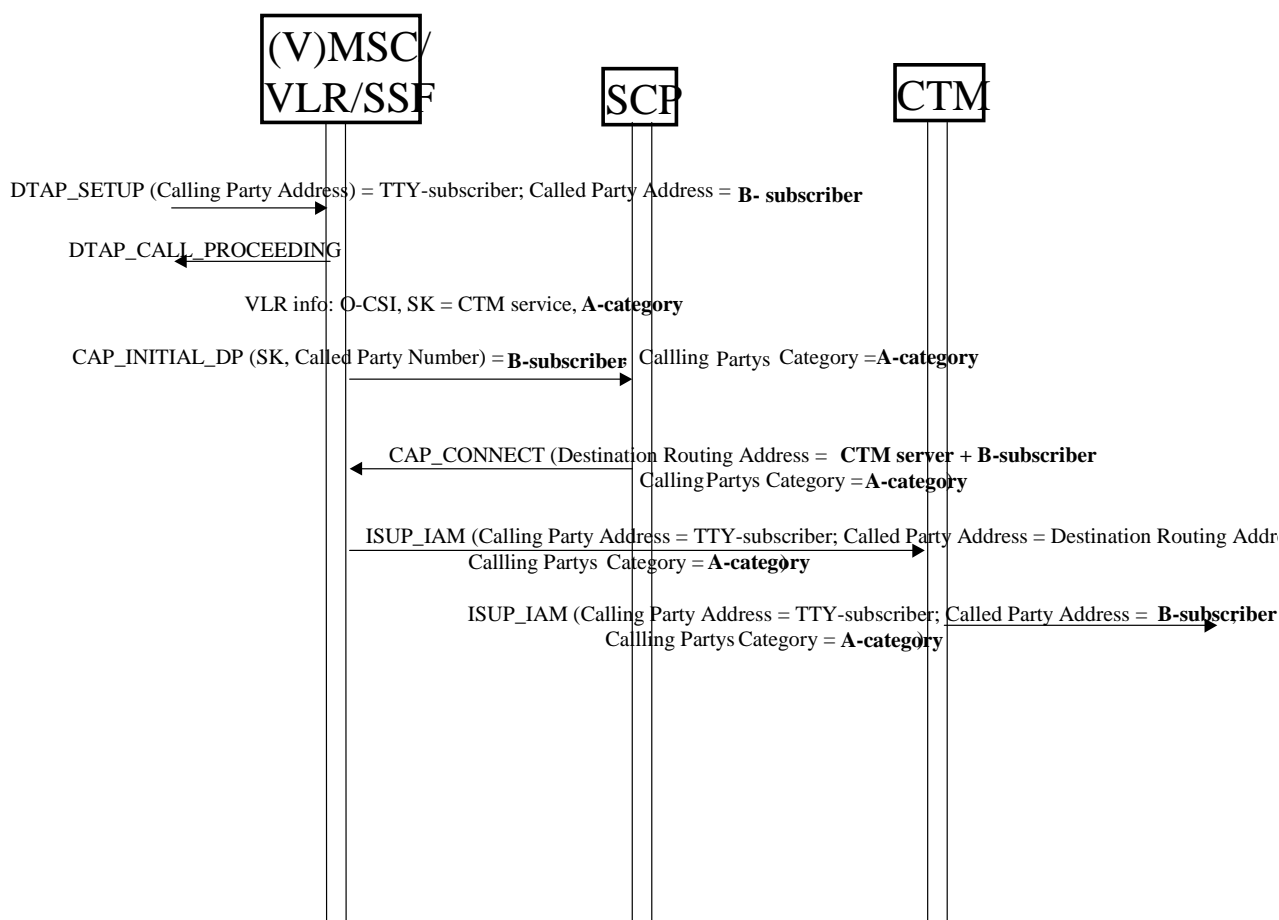 (V)MSC/
VLR/SSF
SCP
CTM
DTAP_SETUP (Calling Party Address) = TTY-subscriber; Called Party Address = B- subscriber
DTAP_CALL_PROCEEDING
VLR info: O-CSI, SK = CTM service, A-category
CAP_INITIAL_DP (SK, Called Party Number) = B-subscriber, Callling Partys Category =A-category
CAP_CONNECT (Destination Routing Address = CTM server + B-subscriber
CallingPartys Category =A-category)
ISUP_IAM (Calling Party Address = TTY-subscriber; Called Party Address = Destination Routing Addre
Callling Partys Category = A-category)
ISUP_IAM (Calling Party Address = TTY-subscriber; Called Party Address = B-subscriber,
Callling Partys Category = A-category)